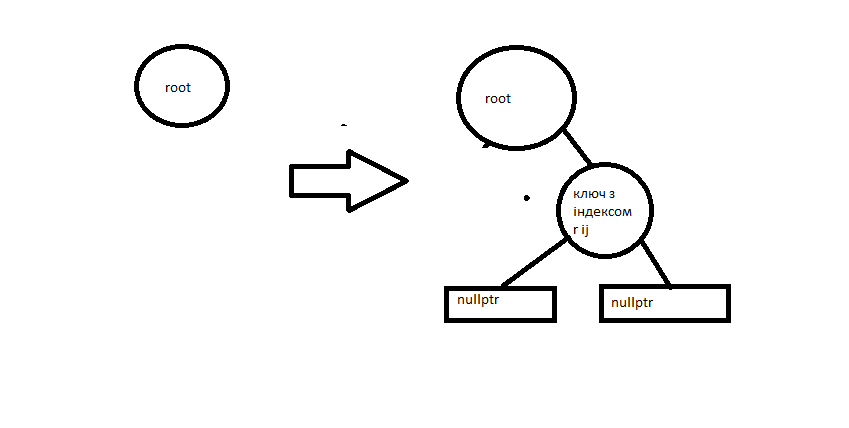 root
root
ключ з
індексом
r ij
nullptr
nullptr